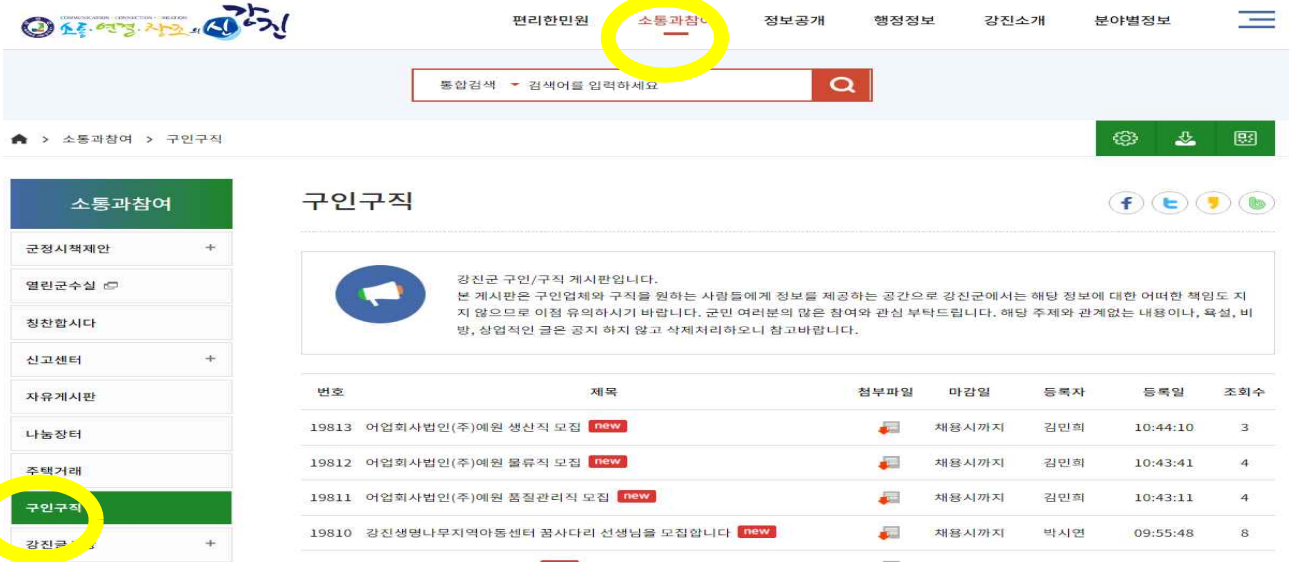 소통·연결·창조의 신 강진
편리한민원 소통과참여 정보공개 행정정보 강진소개 분야별정보
통합검색 검색어를 입력하세요
> 소통과참여 > 구인구직
소통과참여
군정시책제안 +
열린군수실
칭찬합시다
신고센터 +
자유게시판
나눔장터
주택거래
구인구직
+
구인구직
강진군 구인/구직 게시판입니다.
본 게시판은 구인업체와 구직을 원하는 사람들에게 정보를 제공하는 공간으로 강진군에서는 해당 정보에 대한 어떠한 책임도 지
지 않으므로 이점 유의하시기 바랍니다. 군민 여러분의 많은 참여와 관심 부탁드립니다. 해당 주제와 관계없는 내용이나, 욕설, 비
방, 상업적인 글은 공지 하지 않고 삭제처리하오니 참고바랍니다.
번호 제목 첨부파일 마감일 등록자 등록일 조회수
19813 어업회사법인(주)예원 생산직 모집 new 채용시까지 김민희 10:44:10 3
19812 어업회사법인(주)예원 물류직 모집 new 채용시까지 김민희 10:43:41 4
19811 어업회사법인(주)예원 품질관리직 모집 new 채용시까지 김민희 10:43:11 4
19810 강진생명나무지역아동센터 꿈사다리 선생님을 모집합니다 new 채용시까지 박시연 09:55:48 8